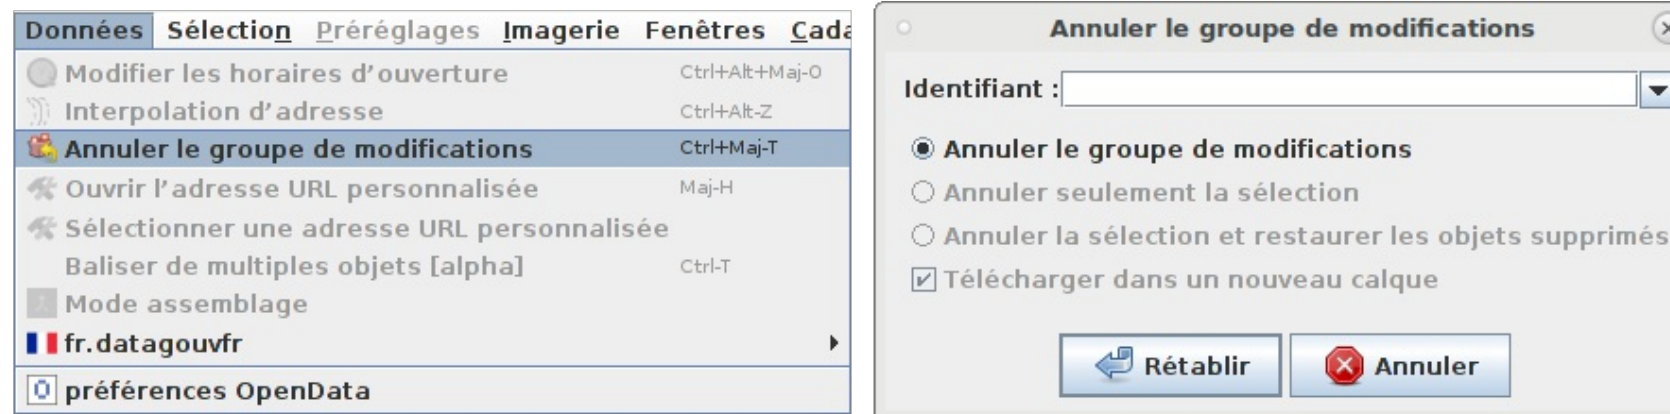 Données Sélection Préréglages Imagerie Fenêtres Cada
Modifier les horaires d’ouverture Ctrl+Alt+Maj-O
Interpolation d’adresse Ctrl+Alt-Z
Annuler le groupe de modifications Ctrl+Maj-T
Ouvrir l’adresse URL personnalisée Maj-H
Sélectionner une adresse URL personnalisée
Baliser de multiples objets [alpha] Ctrl-T
Mode assemblage
fr.datagouvfr
préférences OpenData
Annuler le groupe de modifications
Identifiant :
Annuler le groupe de modifications
Annuler seulement la sélection
Annuler la sélection et restaurer les objets supprimés
Télécharger dans un nouveau calque
Rétablir Annuler